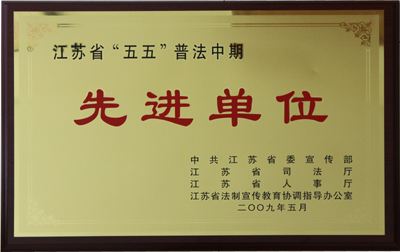 江苏省“五五”普法中期
先进单位
中共江苏省委宣传部
江苏省司法厅
江苏省人事厅
江苏省法制宣传教育协调指导办公室
二〇〇九年五月